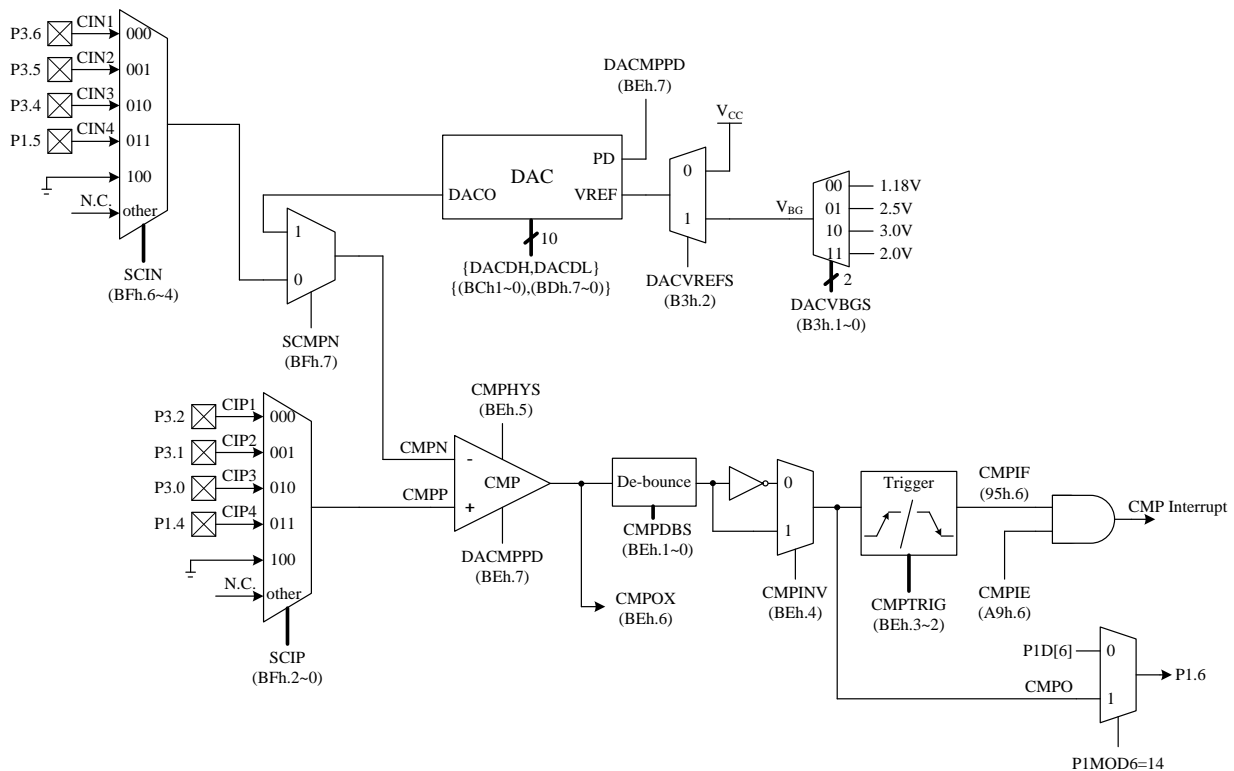 P3.6 CIN1 000
P3.5 CIN2 001
P3.4 CIN3 010
P1.5 CIN4 011
100
N.C. other
SCIN
(BFh.6~4)
DACMPPD
(BEh.7)
PD
DAC
DACO VREF
10
{DACDH,DACDL}
{(BCh1~0),(BDh.7~0)}
VCC
0
1
DACVREFS
(B3h.2)
VBG
00 1.18V
01 2.5V
10 3.0V
11 2.0V
2
DACVBGS
(B3h.1~0)
1
0
SCMPN
(BFh.7)
P3.2 CIP1 000
P3.1 CIP2 001
P3.0 CIP3 010
P1.4 CIP4 011
100
N.C. other
SCIP
(BFh.2~0)
CMPHYS
(BEh.5)
CMPN -
CMP
CMPP +
DACMPPD
(BEh.7)
CMPOX
(BEh.6)
De-bounce
CMPDBS
(BEh.1~0)
0
1
CMPINV
(BEh.4)
Trigger
CMPTRIG
(BEh.3~2)
CMPIF
(95h.6)
CMP Interrupt
CMPIE
(A9h.6)
P1D[6] 0
P1.6
CMPO 1
P1MOD6=14